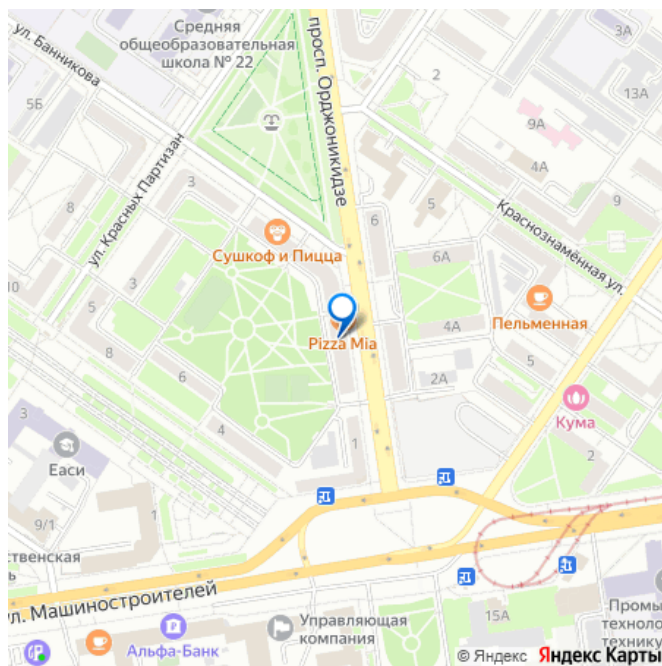 Средняя
общеобразовательная
школа № 22
ул. Банникова
просп. Орджоникидзе
3А
2
13А
5Б
9А
4А
ул. Красных Партизан
3
8
5
9
6
Краснознамённая ул.
Сушкоф и Пицца
6А
10
3
5
4А
Пельменная
Pizza Mia
8
6
2А
Кума
3
4
1
2
Еаси
9/1
1
ственская
ь
ул. Машиностроителей
15А
Управляющая
компания
Альфа-Банк
Промы
техноло
технику
© Яндекс Яндекс Карты